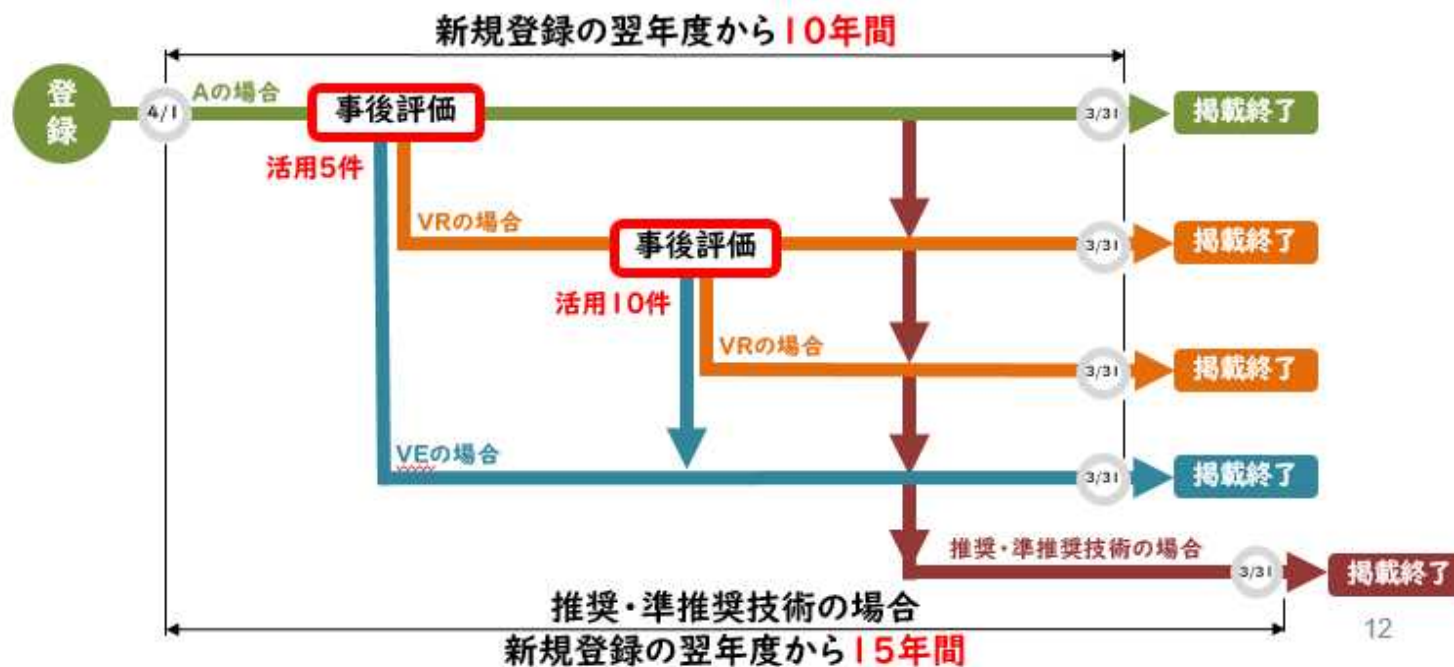 新規登録の翌年度から10年間
登録
4/1
Aの場合
事後評価
3/31
掲載終了
活用5件
VRの場合
事後評価
3/31
掲載終了
活用10件
VRの場合
3/31
掲載終了
VEの場合
3/31
掲載終了
推奨・準推奨技術の場合
3/31
掲載終了
推奨・準推奨技術の場合
新規登録の翌年度から15年間
12